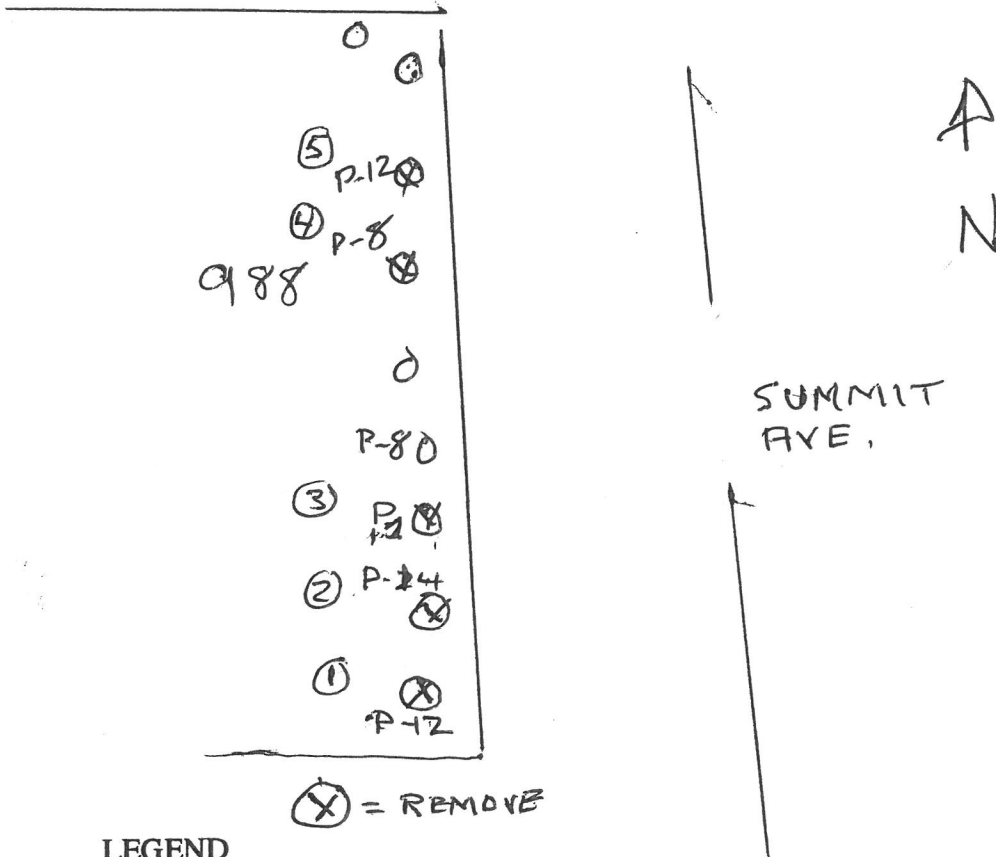 5
P-12
N
4
P-8
988
SUMMIT
AVE.
P-8
3
2
1
P-12
X = REMOVE
LEGEND